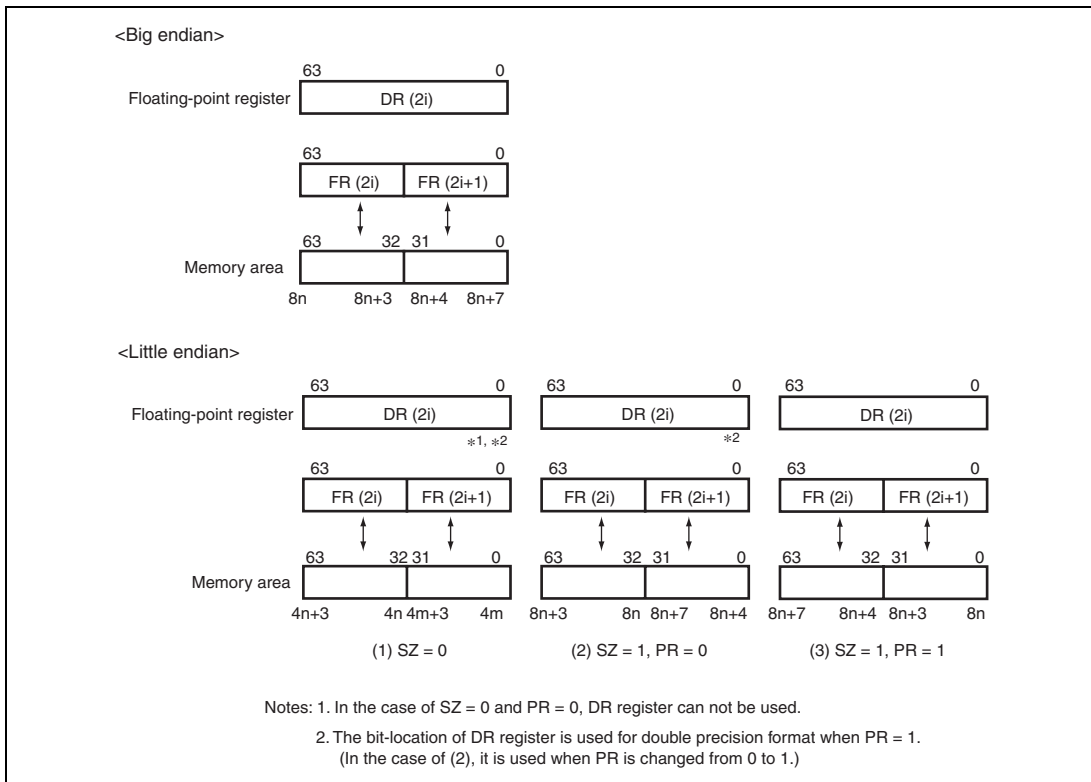 <Big endian>
63 0
Floating-point register DR (2i)
63 0
FR (2i) FR (2i+1)
63 32 31 0
Memory area
8n 8n+3 8n+4 8n+7
<Little endian>
63 0 63 0 63 0
Floating-point register DR (2i) DR (2i) DR (2i)
*1, *2 *2
63 0 63 0 63 0
FR (2i) FR (2i+1) FR (2i) FR (2i+1) FR (2i) FR (2i+1)
63 32 31 0 63 32 31 0 63 32 31 0
Memory area
4n+3 4n 4m+3 4m 8n+3 8n 8n+7 8n+4 8n+7 8n+4 8n+3 8n
(1) SZ = 0 (2) SZ = 1, PR = 0 (3) SZ = 1, PR = 1
Notes: 1. In the case of SZ = 0 and PR = 0, DR register can not be used.
2. The bit-location of DR register is used for double precision format when PR = 1.
(In the case of (2), it is used when PR is changed from 0 to 1.)